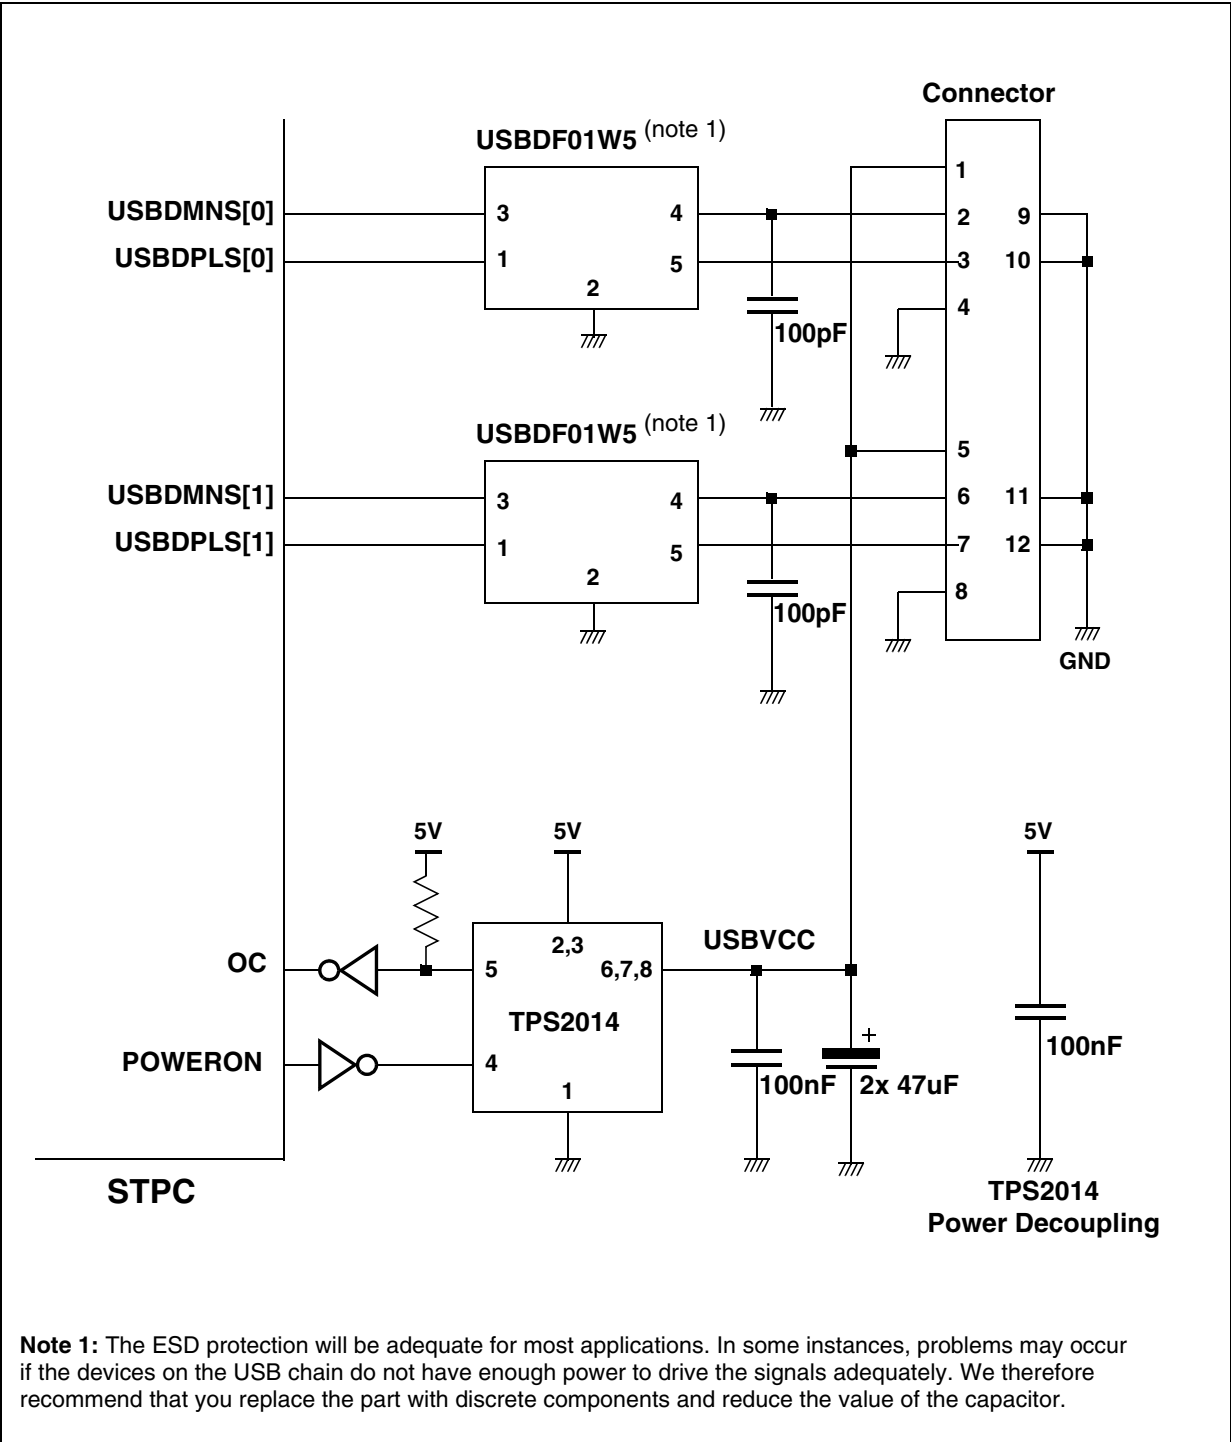 Connector
USBDF01W5 (note 1)
1
USBDMNS[0] 3 4 2 9
USBDPLS[0] 1 5 3 10
2
4
100pF
USBDF01W5 (note 1)
5
USBDMNS[1] 3 4 6 11
USBDPLS[1] 1 5 7 12
2
8
100pF
GND
5V 5V 5V
2,3
USBVCC
OC 5 6,7,8
TPS2014
+
100nF
POWERON 4
100nF 2x 47uF
1
STPC
TPS2014
Power Decoupling
Note 1: The ESD protection will be adequate for most applications. In some instances, problems may occur
if the devices on the USB chain do not have enough power to drive the signals adequately. We therefore
recommend that you replace the part with discrete components and reduce the value of the capacitor.